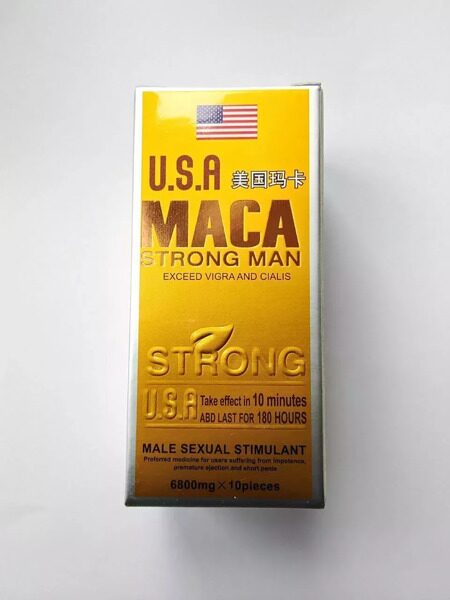 U.S.A 美国玛卡
MACA
STRONG MAN
EXCEED VIGRA AND CIALIS
STRONG
U.S.A Take effect in 10 minutes
ABD LAST FOR 180 HOURS
MALE SEXUAL STIMULANT
Preferred medicine for users suffering from impotence,
premature ejection and short penis
6800mg×10pieces